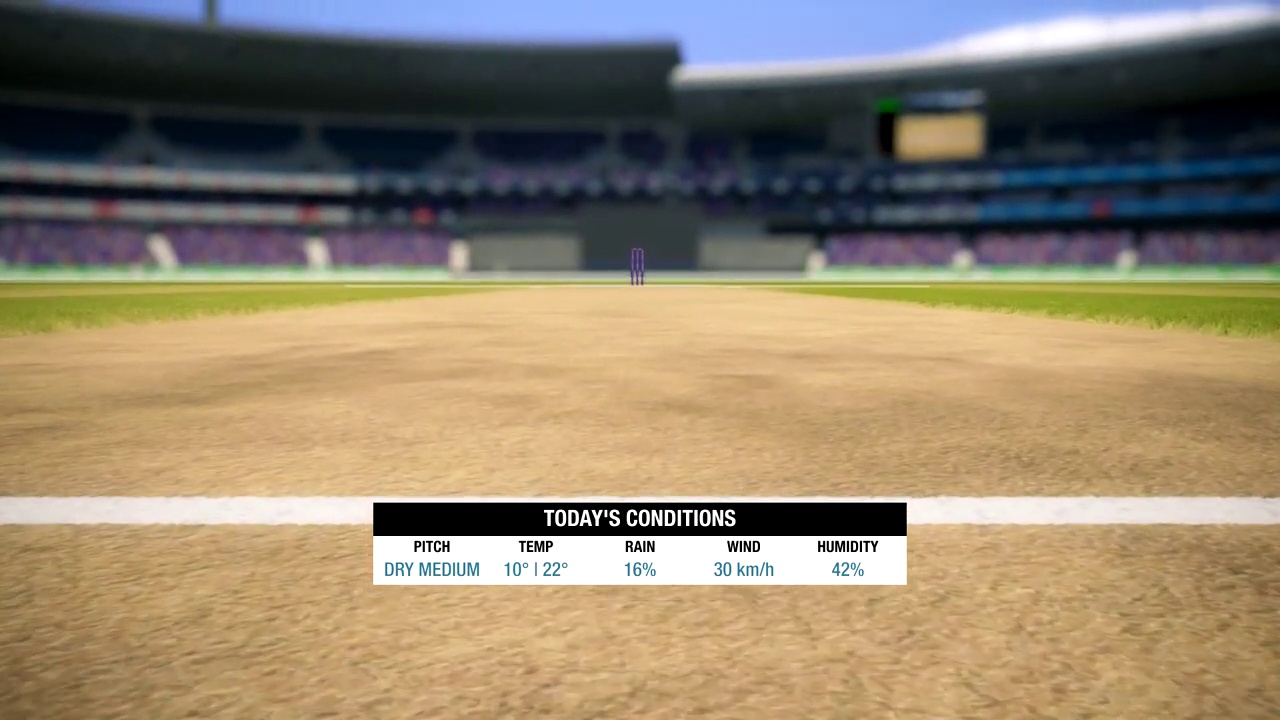 TODAY'S CONDITIONS
PITCH TEMP RAIN WIND HUMIDITY
DRY MEDIUM 10° | 22° 16% 30 km/h 42%